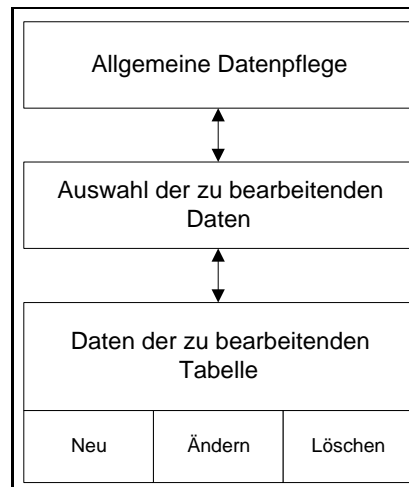 Allgemeine Datenpflege
Auswahl der zu bearbeitenden
Daten
Daten der zu bearbeitenden
Tabelle
Neu
Ändern
Löschen